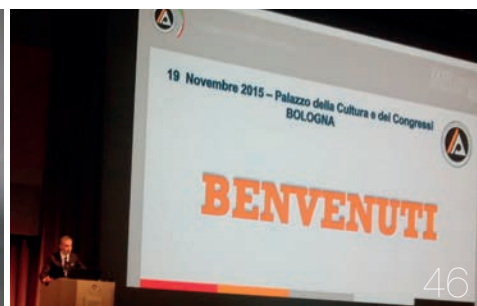 19 Novembre 2015 – Palazzo della Cultura e dei Congressi
BOLOGNA
BENVENUTI
46